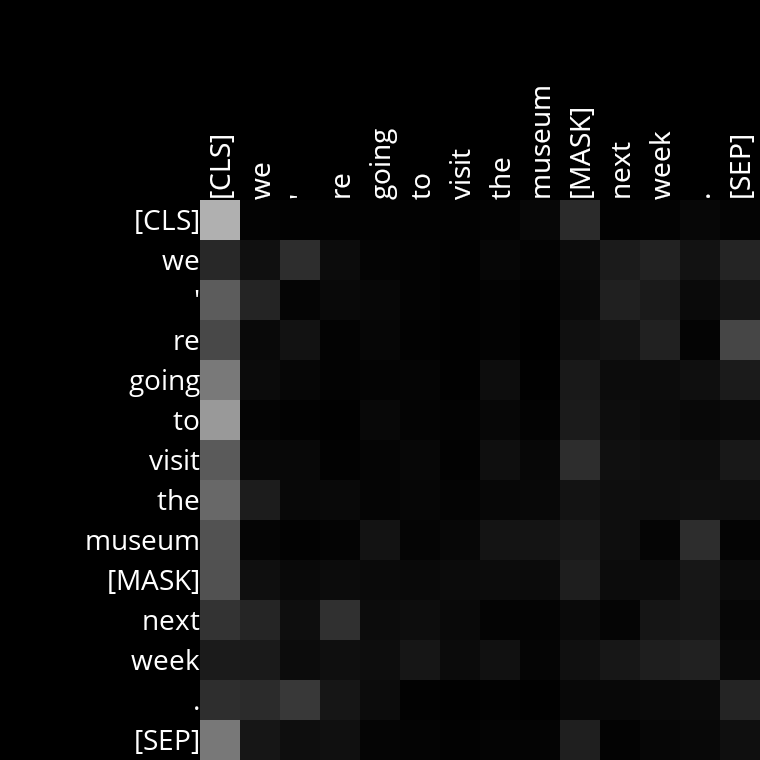 [CLS] we ' re going to visit the museum [MASK] next week . [SEP]
[CLS]
we
'
re
going
to
visit
the
museum
[MASK]
next
week
.
[SEP]